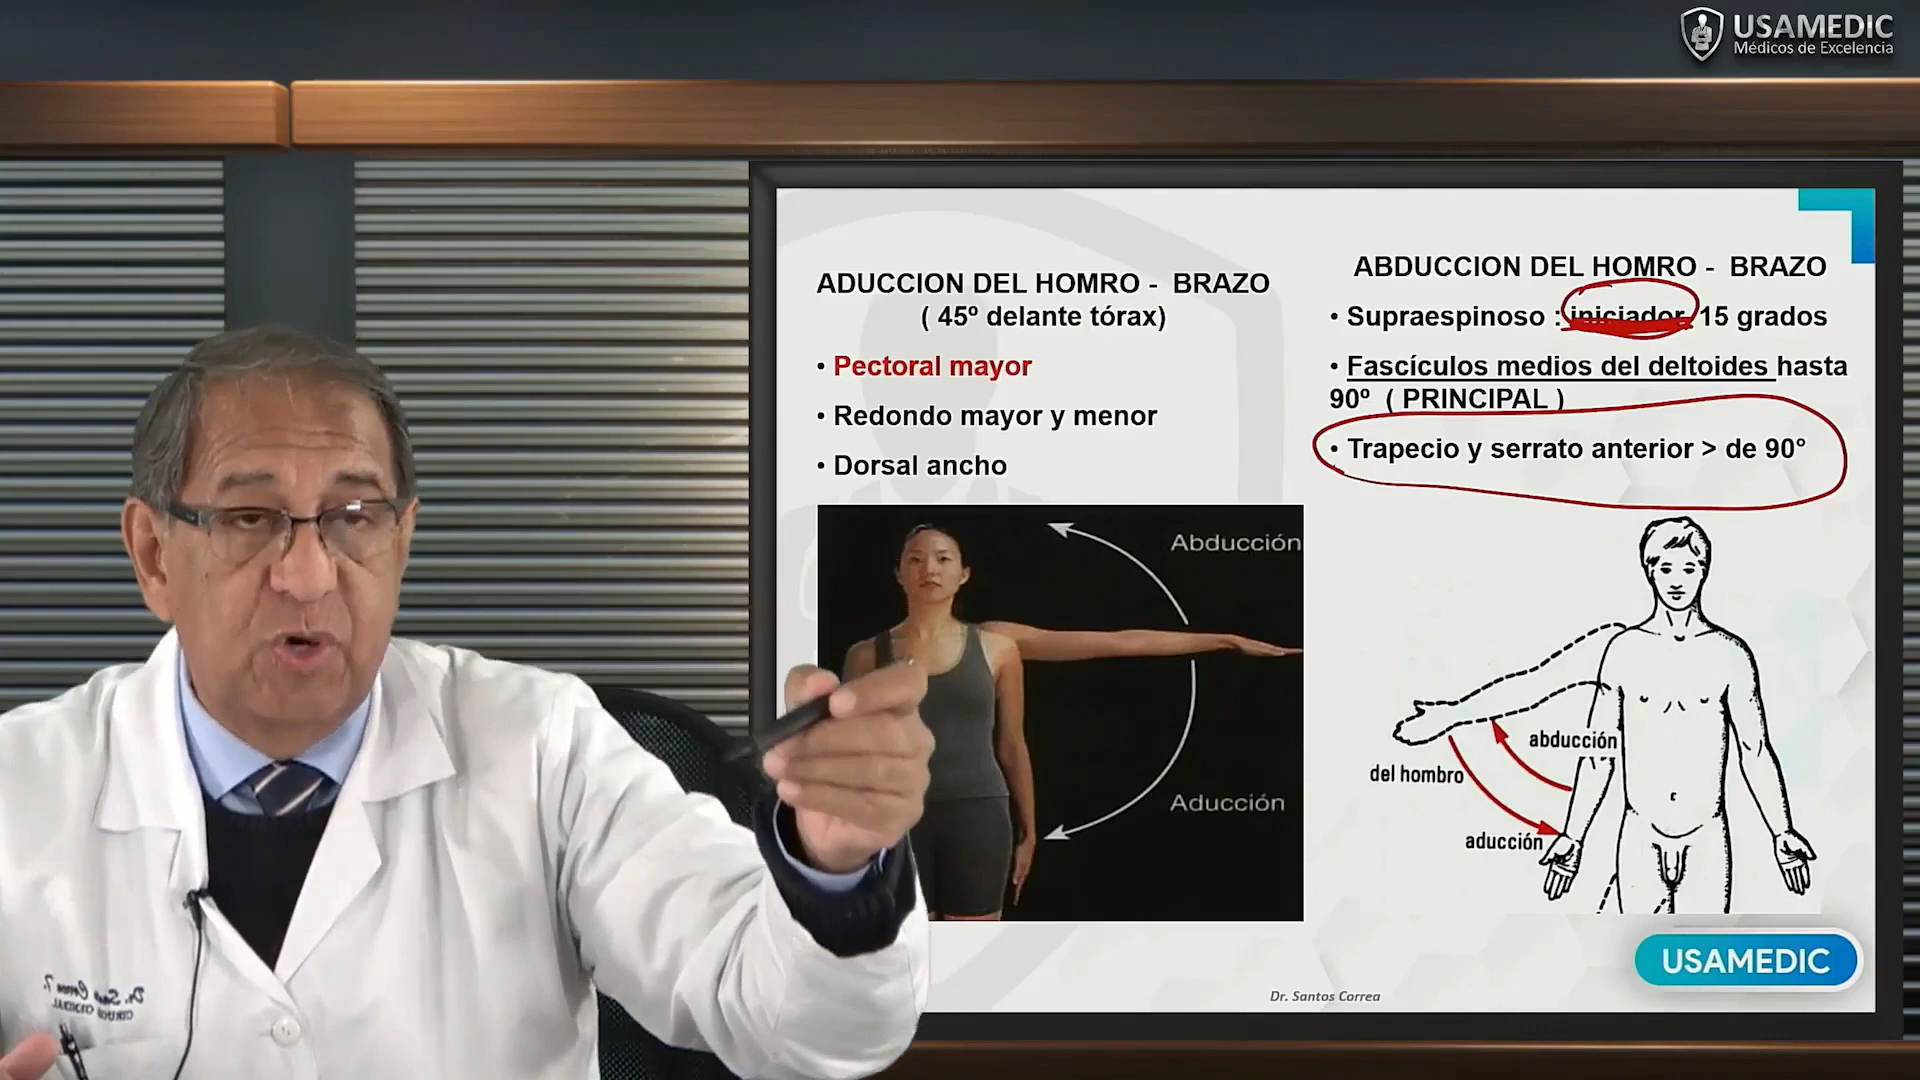 USAMEDIC
Médicos de Excelencia
ADUCCION DEL HOMRO - BRAZO
( 45º delante tórax)
• Pectoral mayor
• Redondo mayor y menor
• Dorsal ancho
Abducción
Aducción
ABDUCCION DEL HOMRO - BRAZO
• Supraespinoso : iniciador 15 grados
• Fascículos medios del deltoides hasta
90º ( PRINCIPAL )
• Trapecio y serrato anterior > de 90°
abducción
del hombro
aducción
USAMEDIC
Dr. Santos Correa